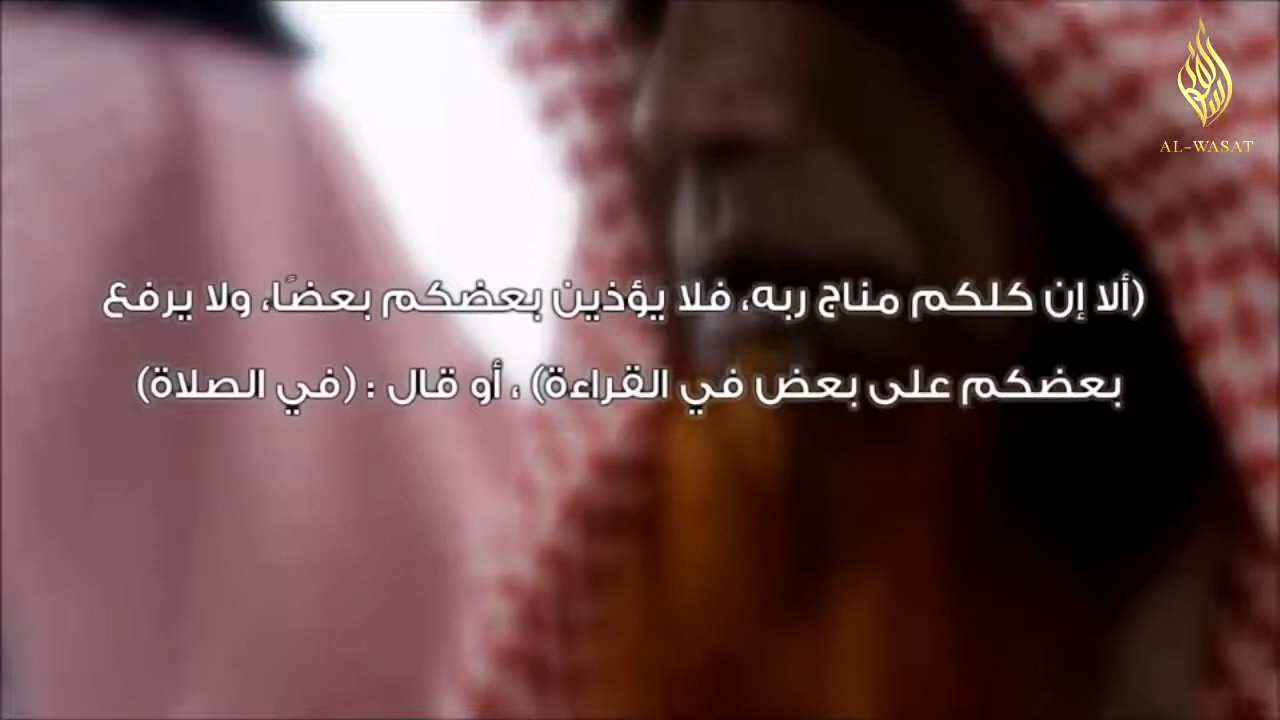 AL-WASAT
(ألا إن كلكم مناج ربه، فلا يؤذين بعضكم بعضًا، ولا يرفع
بعضكم على بعض في القراءة) ، أو قال : (في الصلاة)